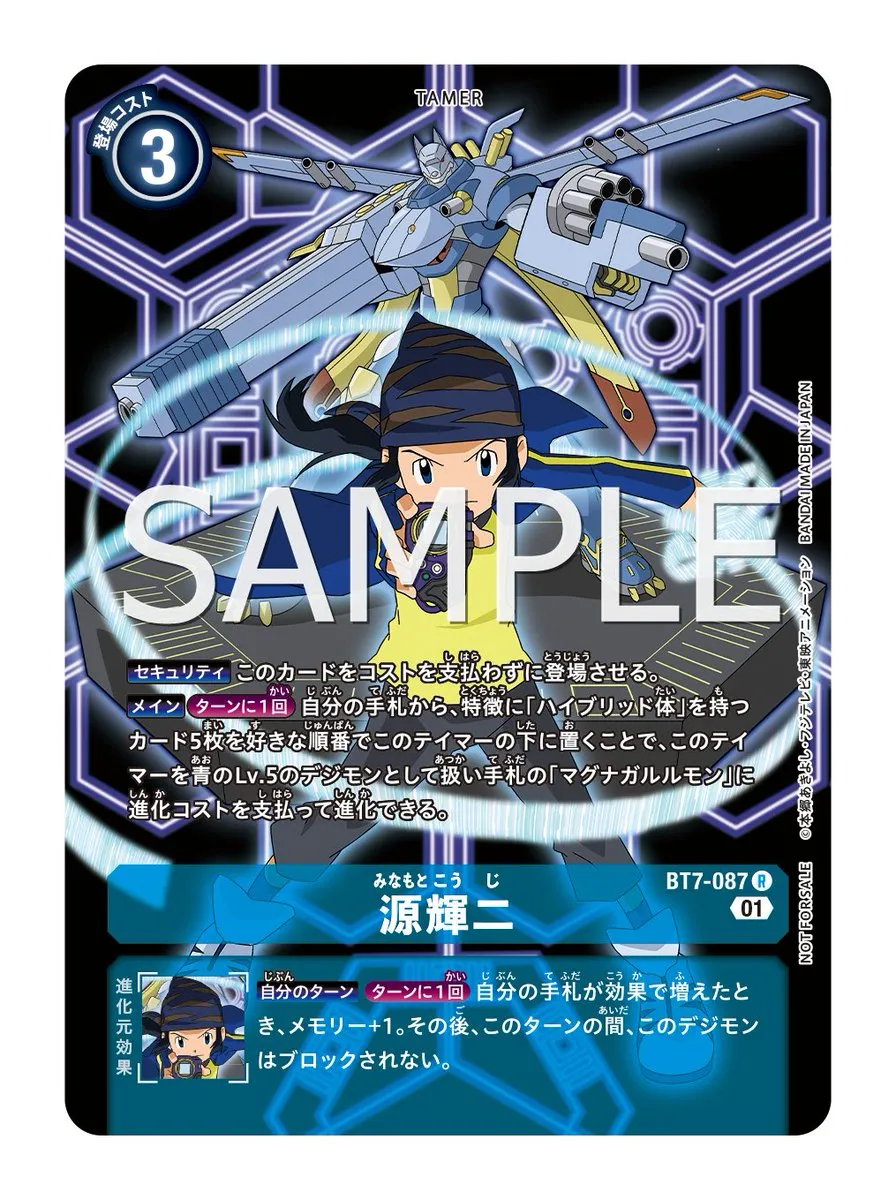 TAMER
登場コスト
3
SAMPLE
セキュリティ このカードをコストを支払わずに登場させる。
メイン ターンに1回 自分の手札から、特徴に「ハイブリッド体」を持つ
カード5枚を好きな順番でこのテイマーの下に置くことで、このテイ
マーを青のLv.5のデジモンとして扱い手札の「マグナガルルモン」に
進化コストを支払って進化できる。
みなもと こう じ
源輝二
BT7-087 R
01
進化元効果
自分のターン ターンに1回 自分の手札が効果で増えたと
き、メモリー+1。その後、このターンの間、このデジモン
はブロックされない。
©本郷あきよし・フジテレビ・東映アニメーション BANDAI MADE IN JAPAN
NOT FOR SALE